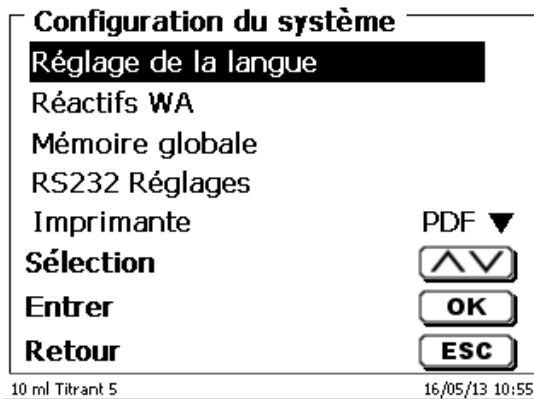 Configuration du système
Réglage de la langue
Réactifs WA
Mémoire globale
RS232 Réglages
Imprimante PDF ▼
Sélection
Entrer OK
Retour ESC
10 ml Titrant 5 16/05/13 10:55